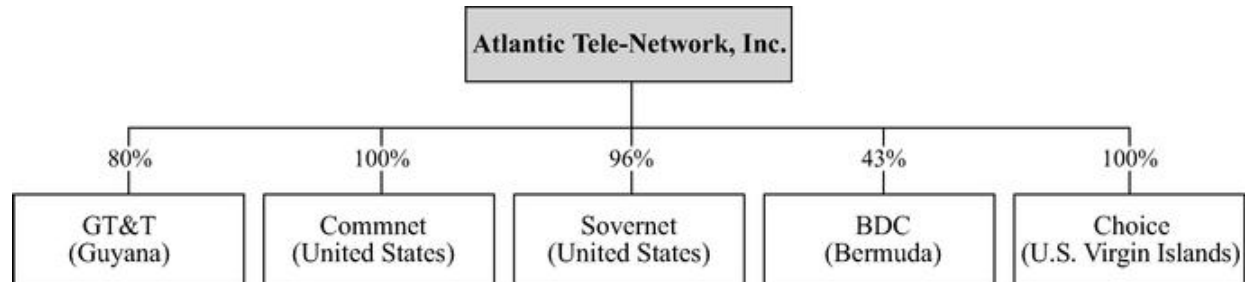 Atlantic Tele-Network, Inc.
80%
100%
96%
43%
100%
GT&T
(Guyana)
Commnet
(United States)
Sovernet
(United States)
BDC
(Bermuda)
Choice
(U.S. Virgin Islands)